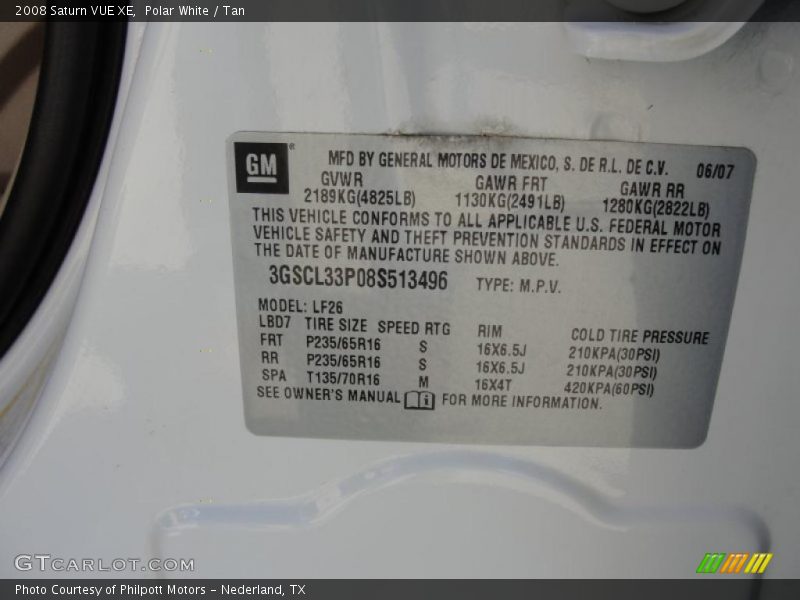 2008 Saturn VUE XE, Polar White / Tan
GM ® MFD BY GENERAL MOTORS DE MEXICO, S. DE R.L. DE C.V. 06/07
GVWR GAWR FRT GAWR RR
2189KG(4825LB) 1130KG(2491LB) 1280KG(2822LB)
THIS VEHICLE CONFORMS TO ALL APPLICABLE U.S. FEDERAL MOTOR
VEHICLE SAFETY AND THEFT PREVENTION STANDARDS IN EFFECT ON
THE DATE OF MANUFACTURE SHOWN ABOVE.
3GSCL33P08S513496 TYPE: M.P.V.
MODEL: LF26
LBD7 TIRE SIZE SPEED RTG RIM COLD TIRE PRESSURE
FRT P235/65R16 S 16X6.5J 210KPA(30PSI)
RR P235/65R16 S 16X6.5J 210KPA(30PSI)
SPA T135/70R16 M 16X4T 420KPA(60PSI)
SEE OWNER'S MANUAL i FOR MORE INFORMATION.
GTCARLOT.COM
Photo Courtesy of Philpott Motors - Nederland, TX